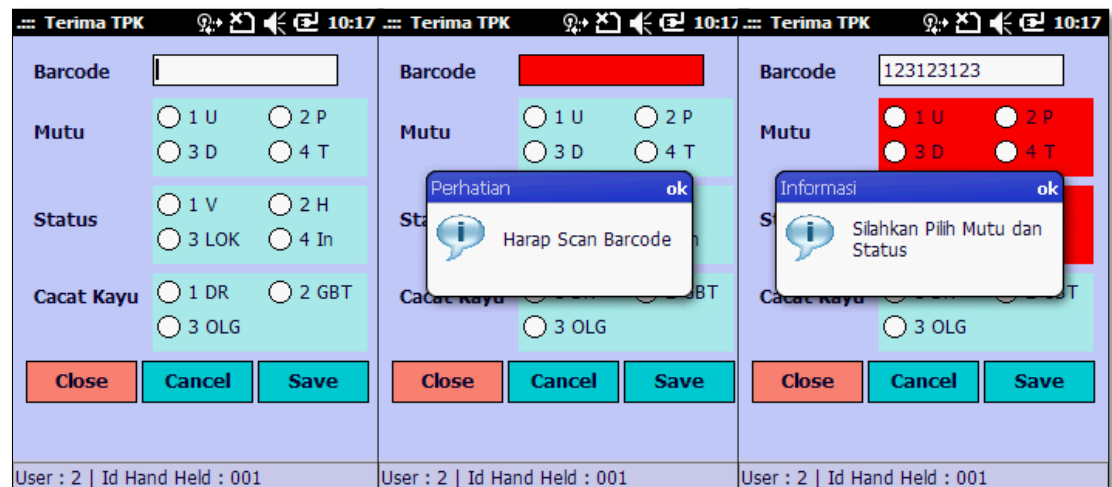 .::: Terima TPK 10:17
Barcode
Mutu
1 U 2 P
3 D 4 T
Status
1 V 2 H
3 LOK 4 In
Cacat Kayu
1 DR 2 GBT
3 OLG
Close Cancel Save
User : 2 | Id Hand Held : 001
.::: Terima TPK 10:17
Barcode
Mutu
1 U 2 P
3 D 4 T
Perhatian ok
Harap Scan Barcode
3 OLG
Close Cancel Save
User : 2 | Id Hand Held : 001
.::: Terima TPK 10:17
Barcode 123123123
Mutu
1 U 2 P
3 D 4 T
Informasi ok
Silahkan Pilih Mutu dan
Status
3 OLG
Close Cancel Save
User : 2 | Id Hand Held : 001